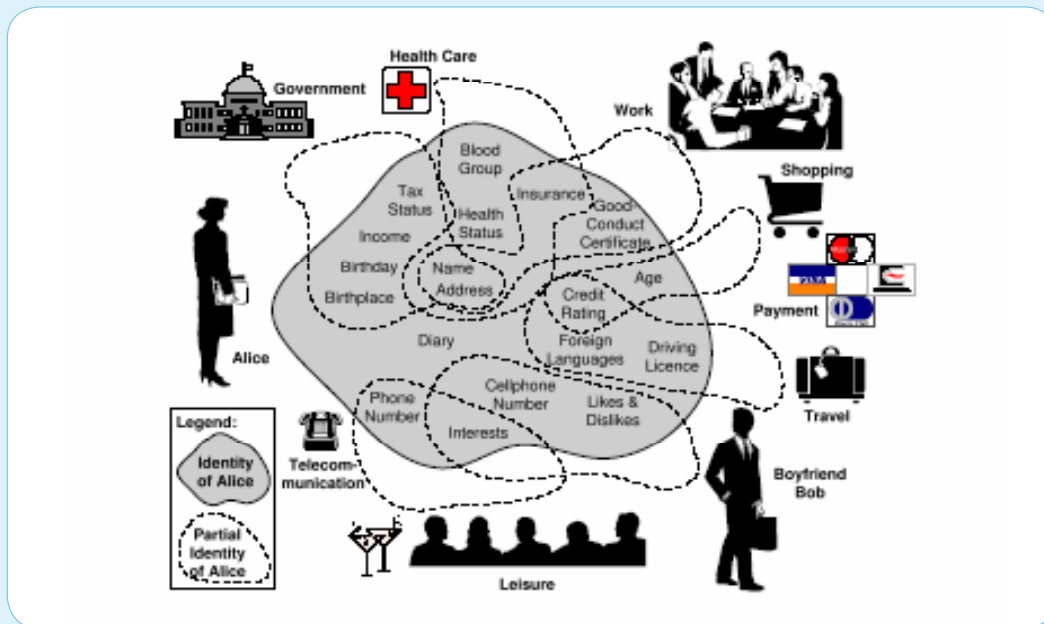 Health Care
Government
Work
Shopping
Blood
Group
Tax
Status
Insurance
Good
Conduct
Certificate
Health
Status
Income
Birthday
Name
Address
Age
Birthplace
Credit
Rating
Payment
Diary
Foreign
Languages
Driving
Licence
Alice
Cellphone
Number
Phone
Number
Likes &
Dislikes
Travel
Interests
Legend:
Identity
of Alice
Telecom-
munication
Boyfriend
Bob
Partial
Identity
of Alice
Leisure